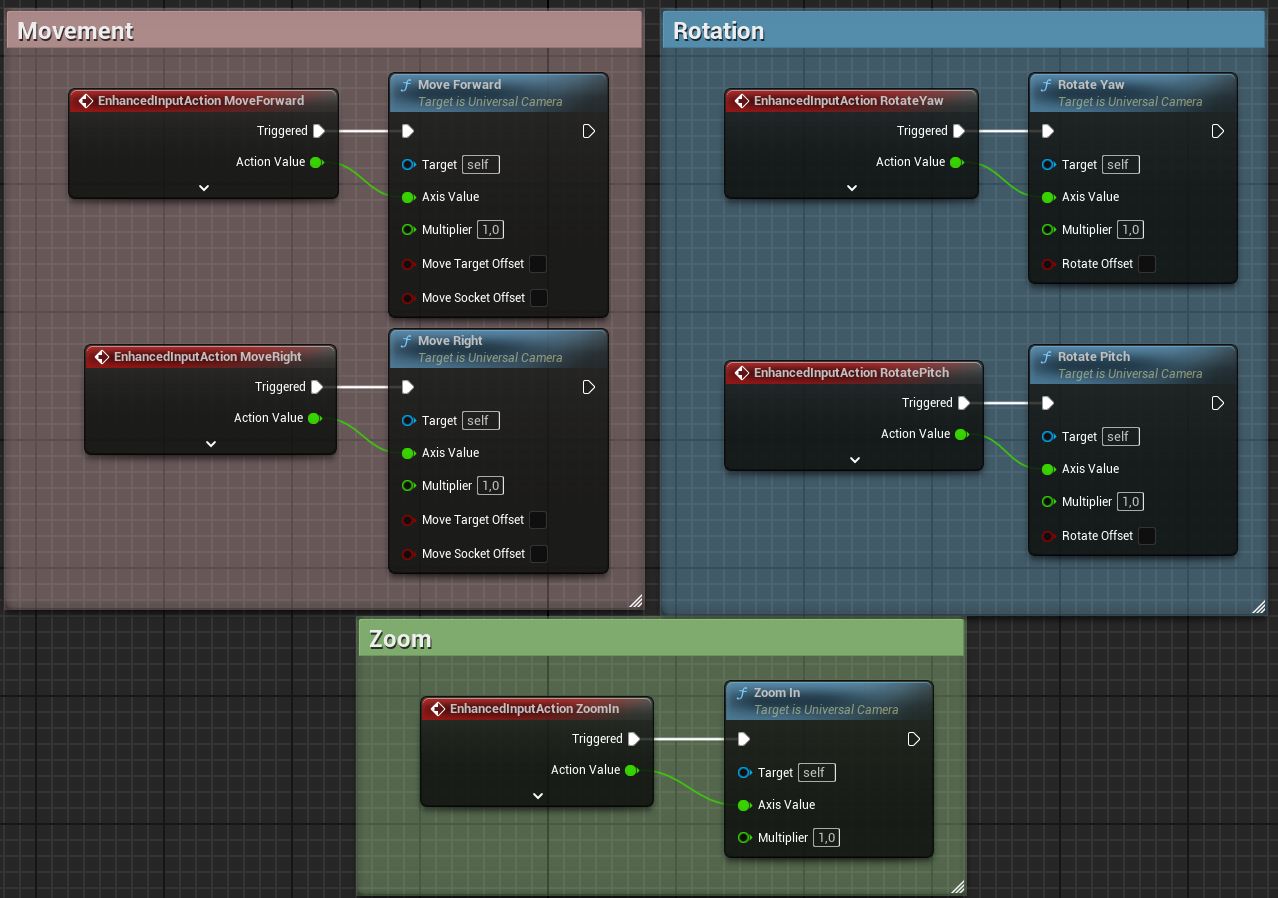 Movement
EnhancedInputAction MoveForward
Triggered
Action Value
f Move Forward
Target is Universal Camera
Target self
Axis Value
Multiplier 1,0
Move Target Offset
Move Socket Offset
EnhancedInputAction MoveRight
Triggered
Action Value
f Move Right
Target is Universal Camera
Target self
Axis Value
Multiplier 1,0
Move Target Offset
Move Socket Offset
Rotation
EnhancedInputAction RotateYaw
Triggered
Action Value
f Rotate Yaw
Target is Universal Camera
Target self
Axis Value
Multiplier 1,0
Rotate Offset
EnhancedInputAction RotatePitch
Triggered
Action Value
f Rotate Pitch
Target is Universal Camera
Target self
Axis Value
Multiplier 1,0
Rotate Offset
Zoom
EnhancedInputAction ZoomIn
Triggered
Action Value
f Zoom In
Target is Universal Camera
Target self
Axis Value
Multiplier 1,0